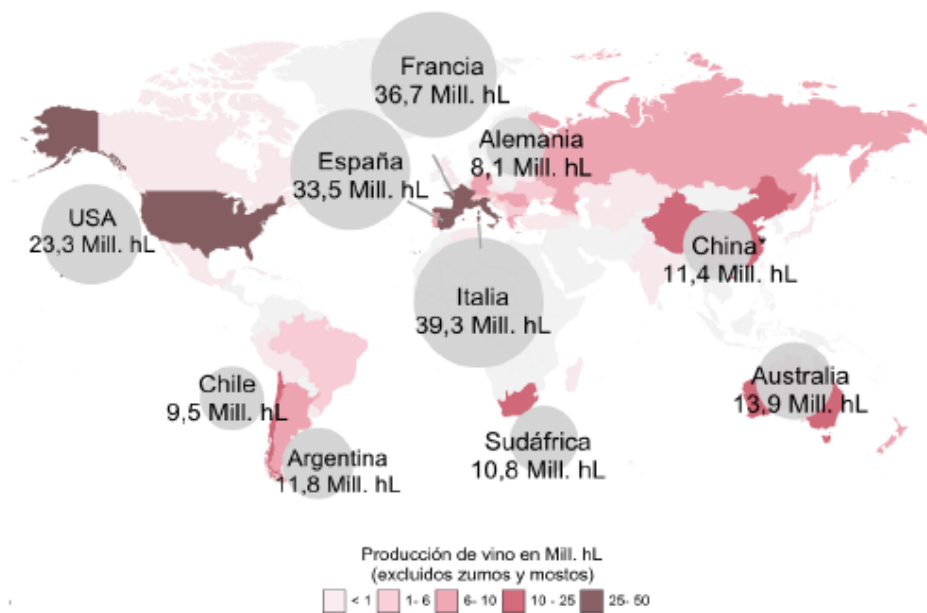 Francia
36,7 Mill. hL
Alemania
8,1 Mill. hL
España
33,5 Mill. hL
USA
23,3 Mill. hL
China*
11,4 Mill. hL
Italia
39,3 Mill. hL
Chile
9,5 Mill. hL
Australia
13,9 Mill. hL
Argentina
11,8 Mill. hL
Sudáfrica
10,8 Mill. hL
Producción de vino en Mill. hL
(excluidos zumos y mostos)
< 1 1- 6 6- 10 10 - 25 25- 50